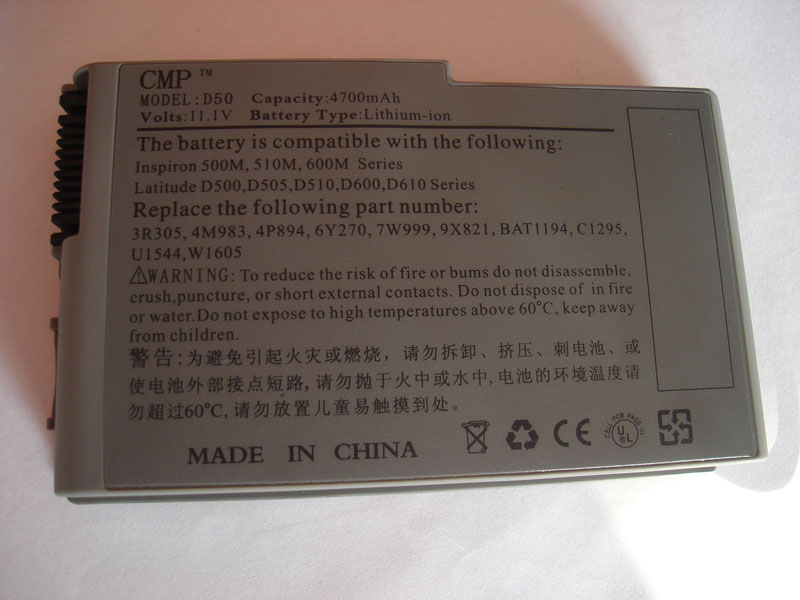 CMP™
MODEL:D50 Capacity:4700mAh
Volts:11.1V Battery Type:Lithium-ion
The battery is compatible with the following:
Inspiron 500M, 510M, 600M Series
Latitude D500,D505,D510,D600,D610 Series
Replace the following part number:
3R305, 4M983, 4P894, 6Y270, 7W999, 9X821, BAT1194, C1295,
U1544,W1605
⚠WARNING: To reduce the risk of fire or bums do not disassemble,
crush,puncture, or short external contacts. Do not dispose of in fire
or water.Do not expose to high temperatures above 60°C, keep away
from children.
警告:为避免引起火灾或燃烧，请勿拆卸、挤压、刺电池、或
使电池外部接点短路,请勿抛于火中或水中,电池的环境温度请
勿超过60°C,请勿放置儿童易触摸到处。
MADE IN CHINA
CE
CELL PCB PASS UL
UL